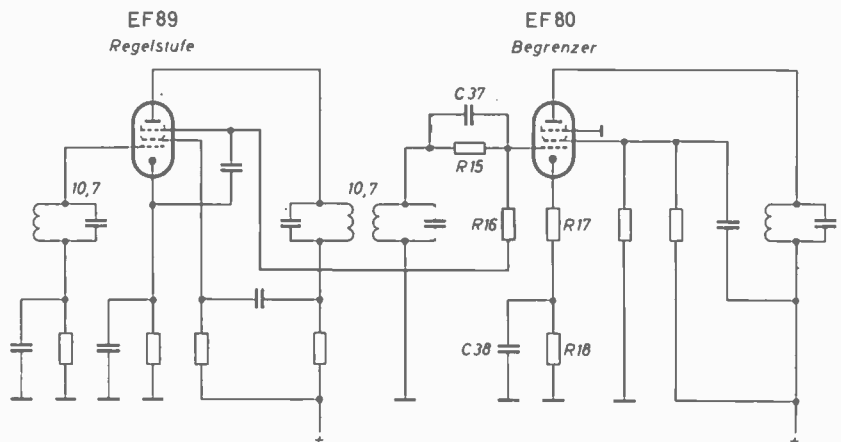 EF89
Regelstufe
EF80
Begrenzer
C37
R15
10,7
10,7
R16
R17
C38
R18
+
+